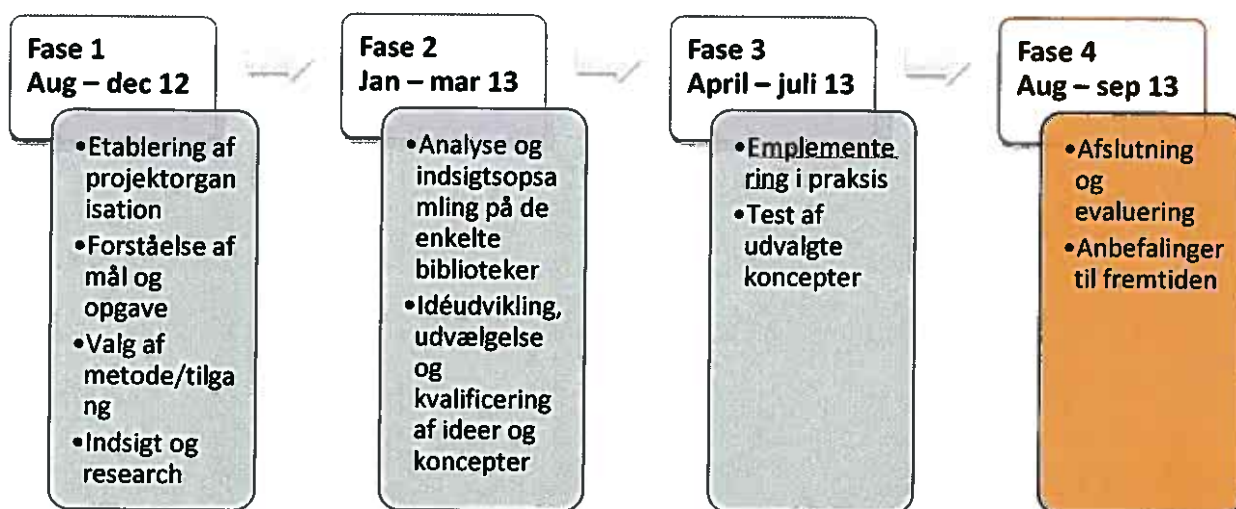 Fase 1
Aug – dec 12
•Etablering af
projektorgan
isation
•Forståelse af
mål og
opgave
•Valg af
metode/tilga
ng
•Indsigt og
research
Fase 2
Jan – mar 13
•Analyse og
indsigtsopsa
mling på de
enkelte
biblioteker
•Idéudvikling,
udvælgelse
og
kvalificering
af ideer og
koncepter
Fase 3
April – juli 13
•Emplemente
ring i praksis
•Test af
udvalgte
koncepter
Fase 4
Aug – sep 13
•Afslutning
og
evaluering
•Anbefalinger
til fremtiden